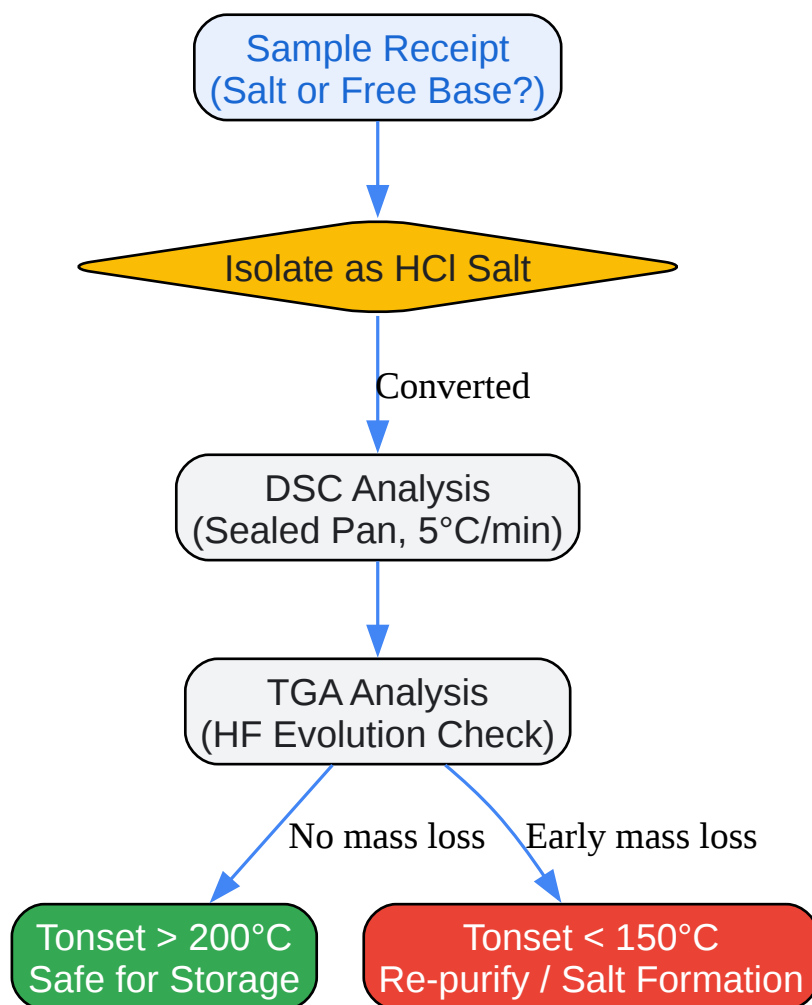 Sample Receipt
(Salt or Free Base?)
Isolate as HCl Salt
Converted
DSC Analysis
(Sealed Pan, 5°C/min)
TGA Analysis
(HF Evolution Check)
No mass loss
Early mass loss
Tonset > 200°C
Safe for Storage
Tonset < 150°C
Re-purify / Salt Formation